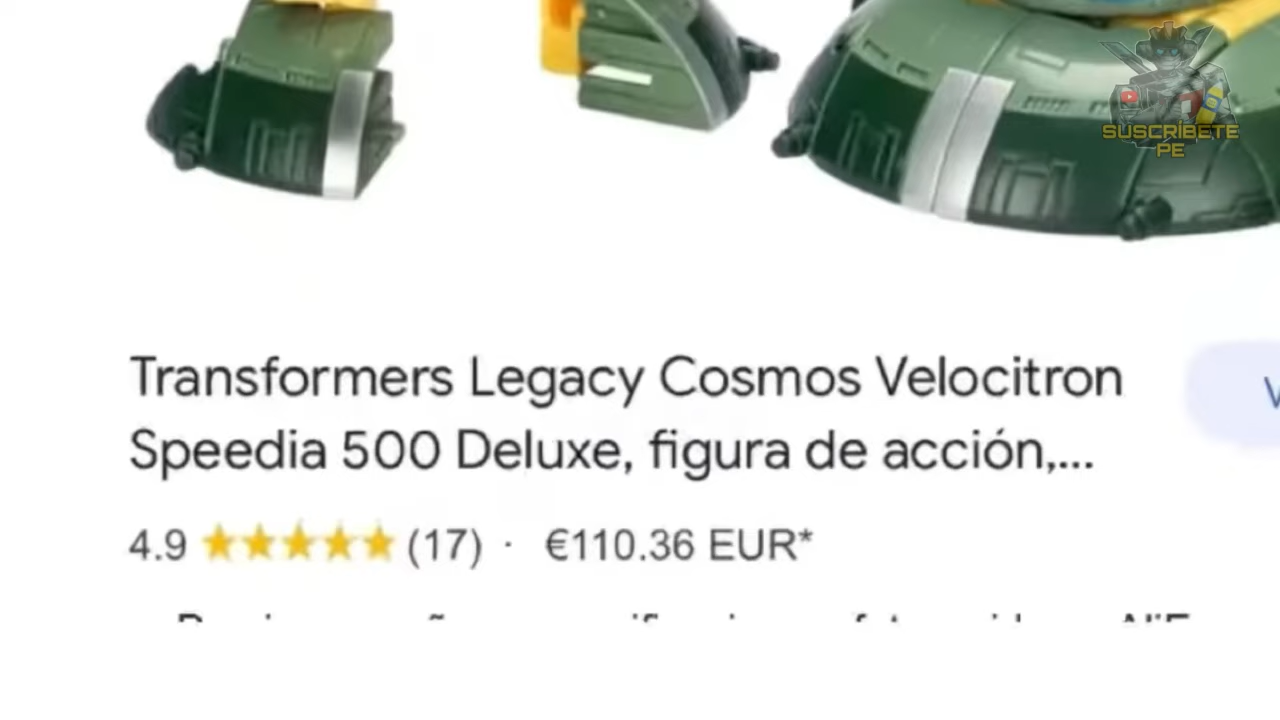 SUSCRÍBETE
PE
Transformers Legacy Cosmos Velocitron
Speedia 500 Deluxe, figura de acción,...
4.9 ★★★★★ (17) · €110.36 EUR*